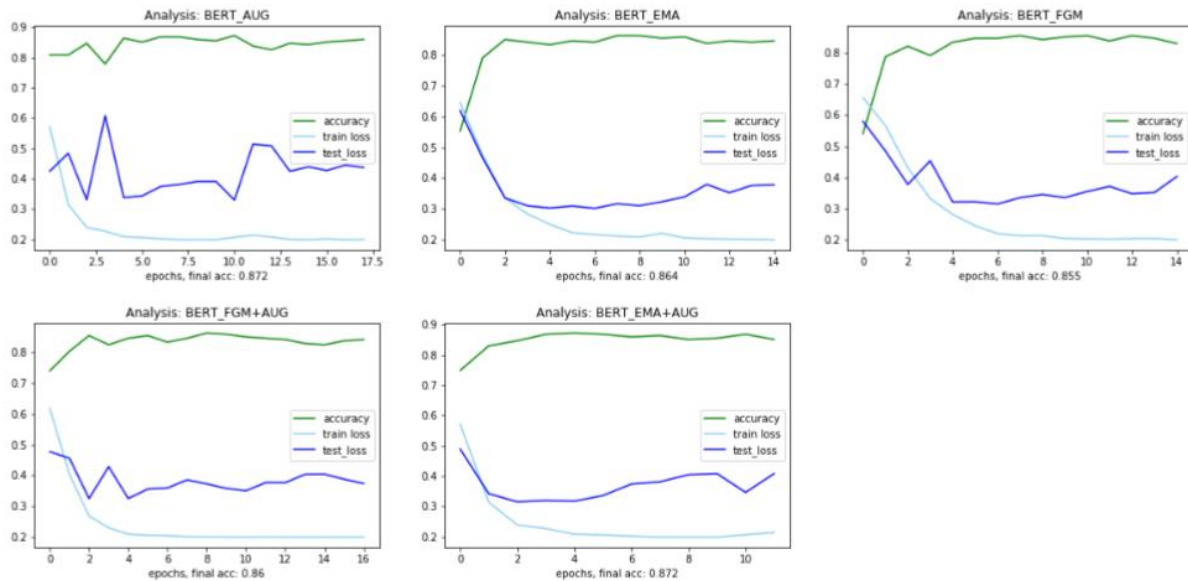 Analysis: BERT_AUG
0.9
0.8
0.7
0.6
0.5
0.4
0.3
0.2
accuracy
train loss
test_loss
0.0 2.5 5.0 7.5 10.0 12.5 15.0 17.5
epochs, final acc: 0.872
Analysis: BERT_EMA
0.9
0.8
0.7
0.6
0.5
0.4
0.3
0.2
accuracy
train loss
test_loss
0 2 4 6 8 10 12 14
epochs, final acc: 0.864
Analysis: BERT_FGM
0.9
0.8
0.7
0.6
0.5
0.4
0.3
0.2
accuracy
train loss
test_loss
0 2 4 6 8 10 12 14
epochs, final acc: 0.855
Analysis: BERT_FGM+AUG
0.8
0.7
0.6
0.5
0.4
0.3
0.2
accuracy
train loss
test_loss
0 2 4 6 8 10 12 14 16
epochs, final acc: 0.86
Analysis: BERT_EMA+AUG
0.9
0.8
0.7
0.6
0.5
0.4
0.3
0.2
accuracy
train loss
test_loss
0 2 4 6 8 10
epochs, final acc: 0.872